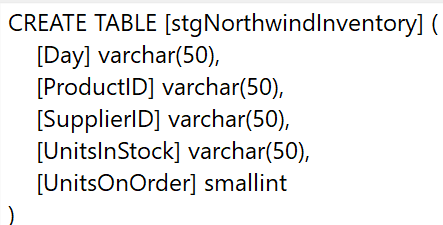 CREATE TABLE [stgNorthwindInventory] (
[Day] varchar(50),
[ProductID] varchar(50),
[SupplierID] varchar(50),
[UnitsInStock] varchar(50),
[UnitsOnOrder] smallint
)